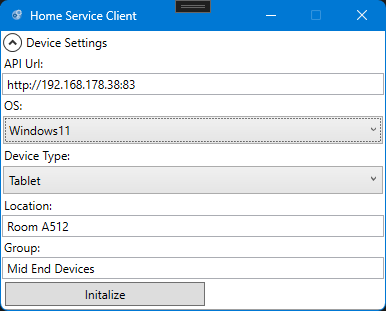 Home Service Client
Device Settings
API Url:
http://192.168.178.38:83
OS:
Windows11
Device Type:
Tablet
Location:
Room A512
Group:
Mid End Devices
Initalize